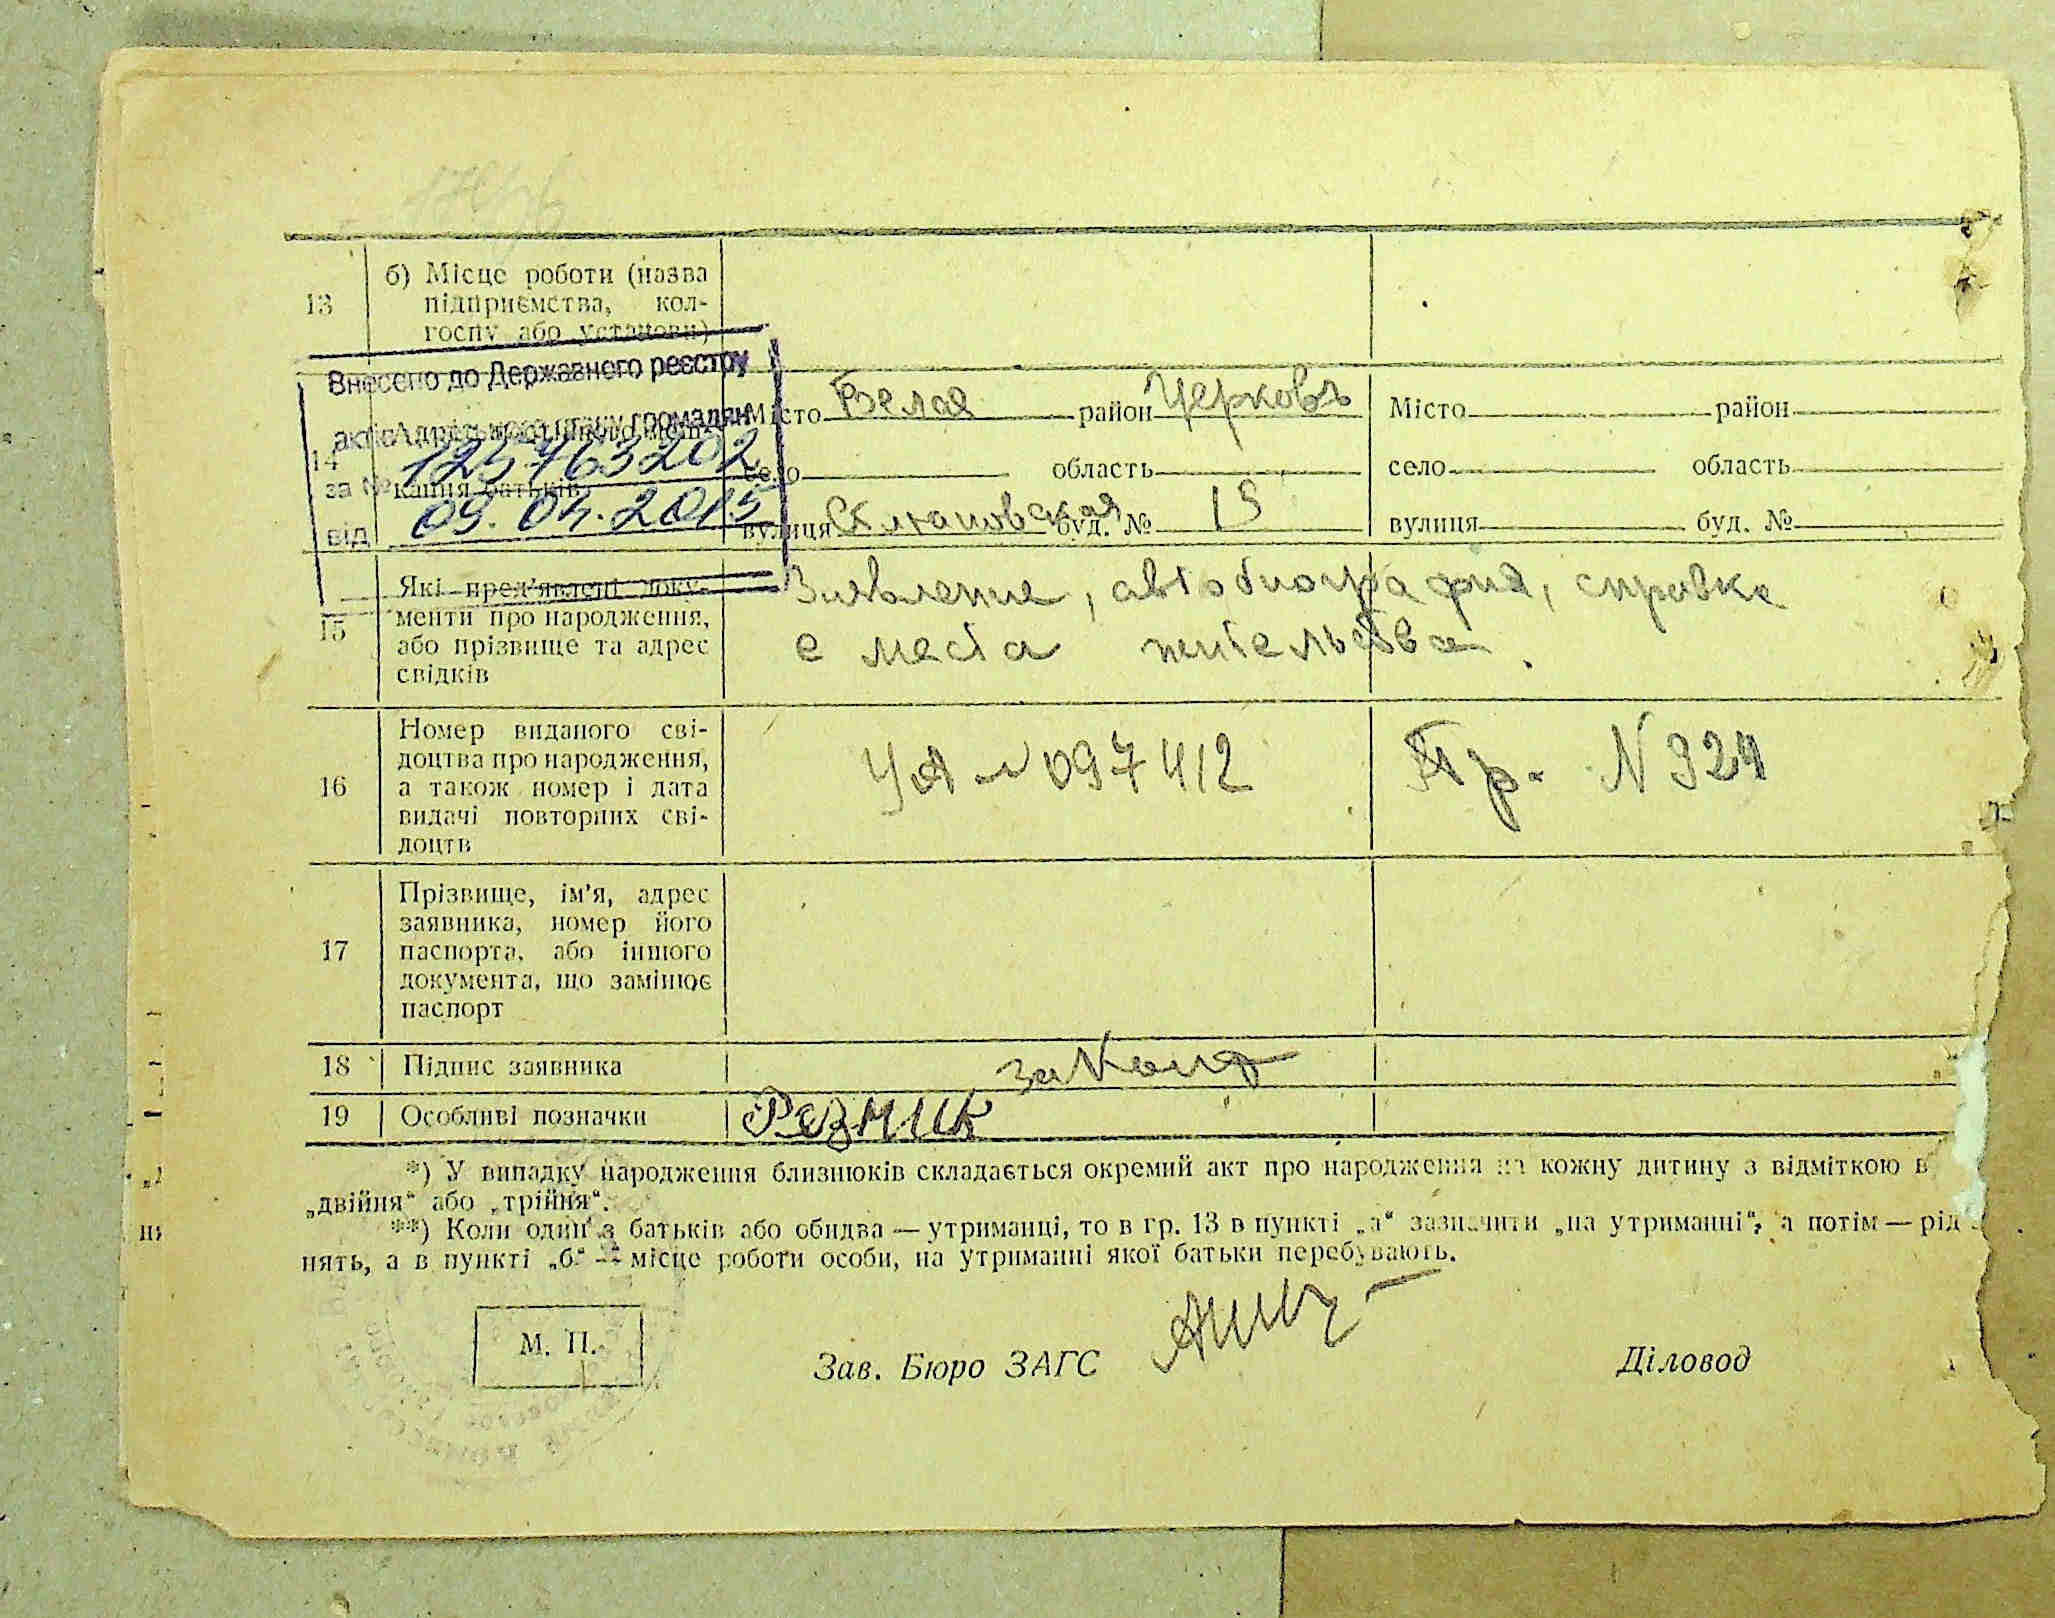 13
б) Місце роботи (назва
підприємства, кол-
госпу або установи)
Внесено до Державного реєстру
актів цивільного стану громадян
за №
09.04.2015
від
14
Адрес
кання батьків
Місто Белая район Церковь
село область
вулиця буд. № 15
Місто район
село область
вулиця буд. №
15
Які пред'явлені доку-
менти про народження,
або прізвище та адрес
свідків
Заявление, автобиография, справка
с места жительства.
16
Номер виданого сві-
доцтва про народження,
а також номер і дата
видачі повторних сві-
доцтв
УА № 097412
Пр. N 924
17
Прізвище, ім'я, адрес
заявника, номер його
паспорта, або іншого
документа, що замінює
паспорт
18 Підпис заявника
19 Особливі позначки
Резник
*) У випадку народження близнюків складається окремий акт про народження на кожну дитину з відміткою в
„двійня" або „трійня".
**) Коли один з батьків або обидва — утриманці, то в гр. 13 в пункті „а" зазначити „на утриманні", а потім — рід
нять, а в пункті „б" — місце роботи особи, на утриманні якої батьки перебувають.
М. П.
Зав. Бюро ЗАГС
Діловод